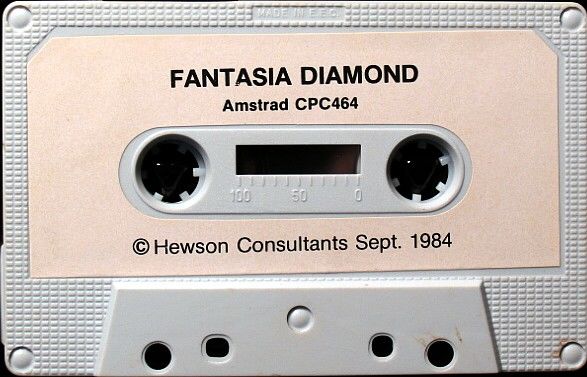 MADE IN E.E.C.
FANTASIA DIAMOND
Amstrad CPC464
100 50 0
© Hewson Consultants Sept. 1984